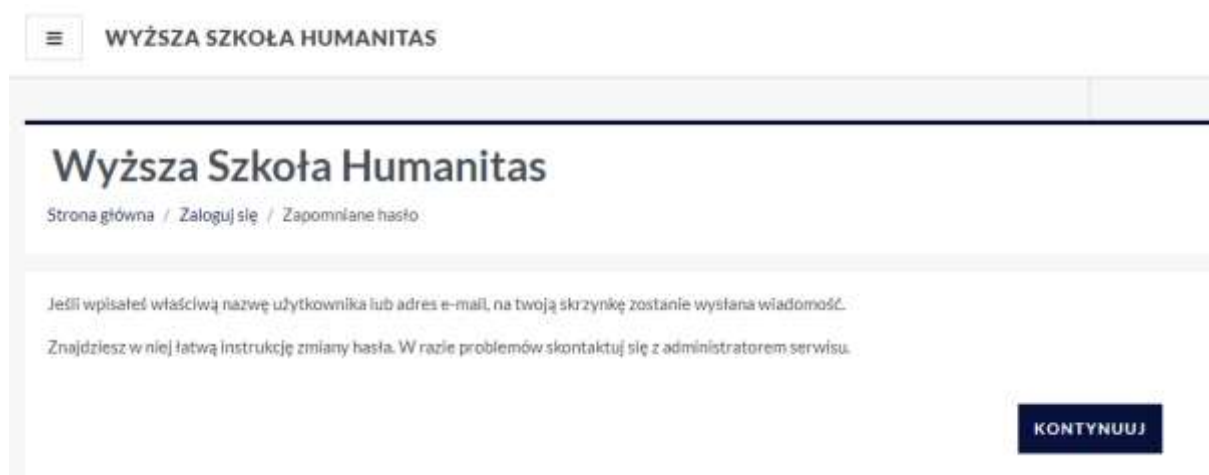 WYŻSZA SZKOŁA HUMANITAS
Wyższa Szkoła Humanitas
Strona główna / Zaloguj się / Zapomniane hasło
Jeśli wpisałeś właściwą nazwę użytkownika lub adres e-mail, na twoją skrzynkę zostanie wysłana wiadomość.
Znajdziesz w niej łatwą instrukcję zmiany hasła. W razie problemów skontaktuj się z administratorem serwisu.
KONTYNUUJ